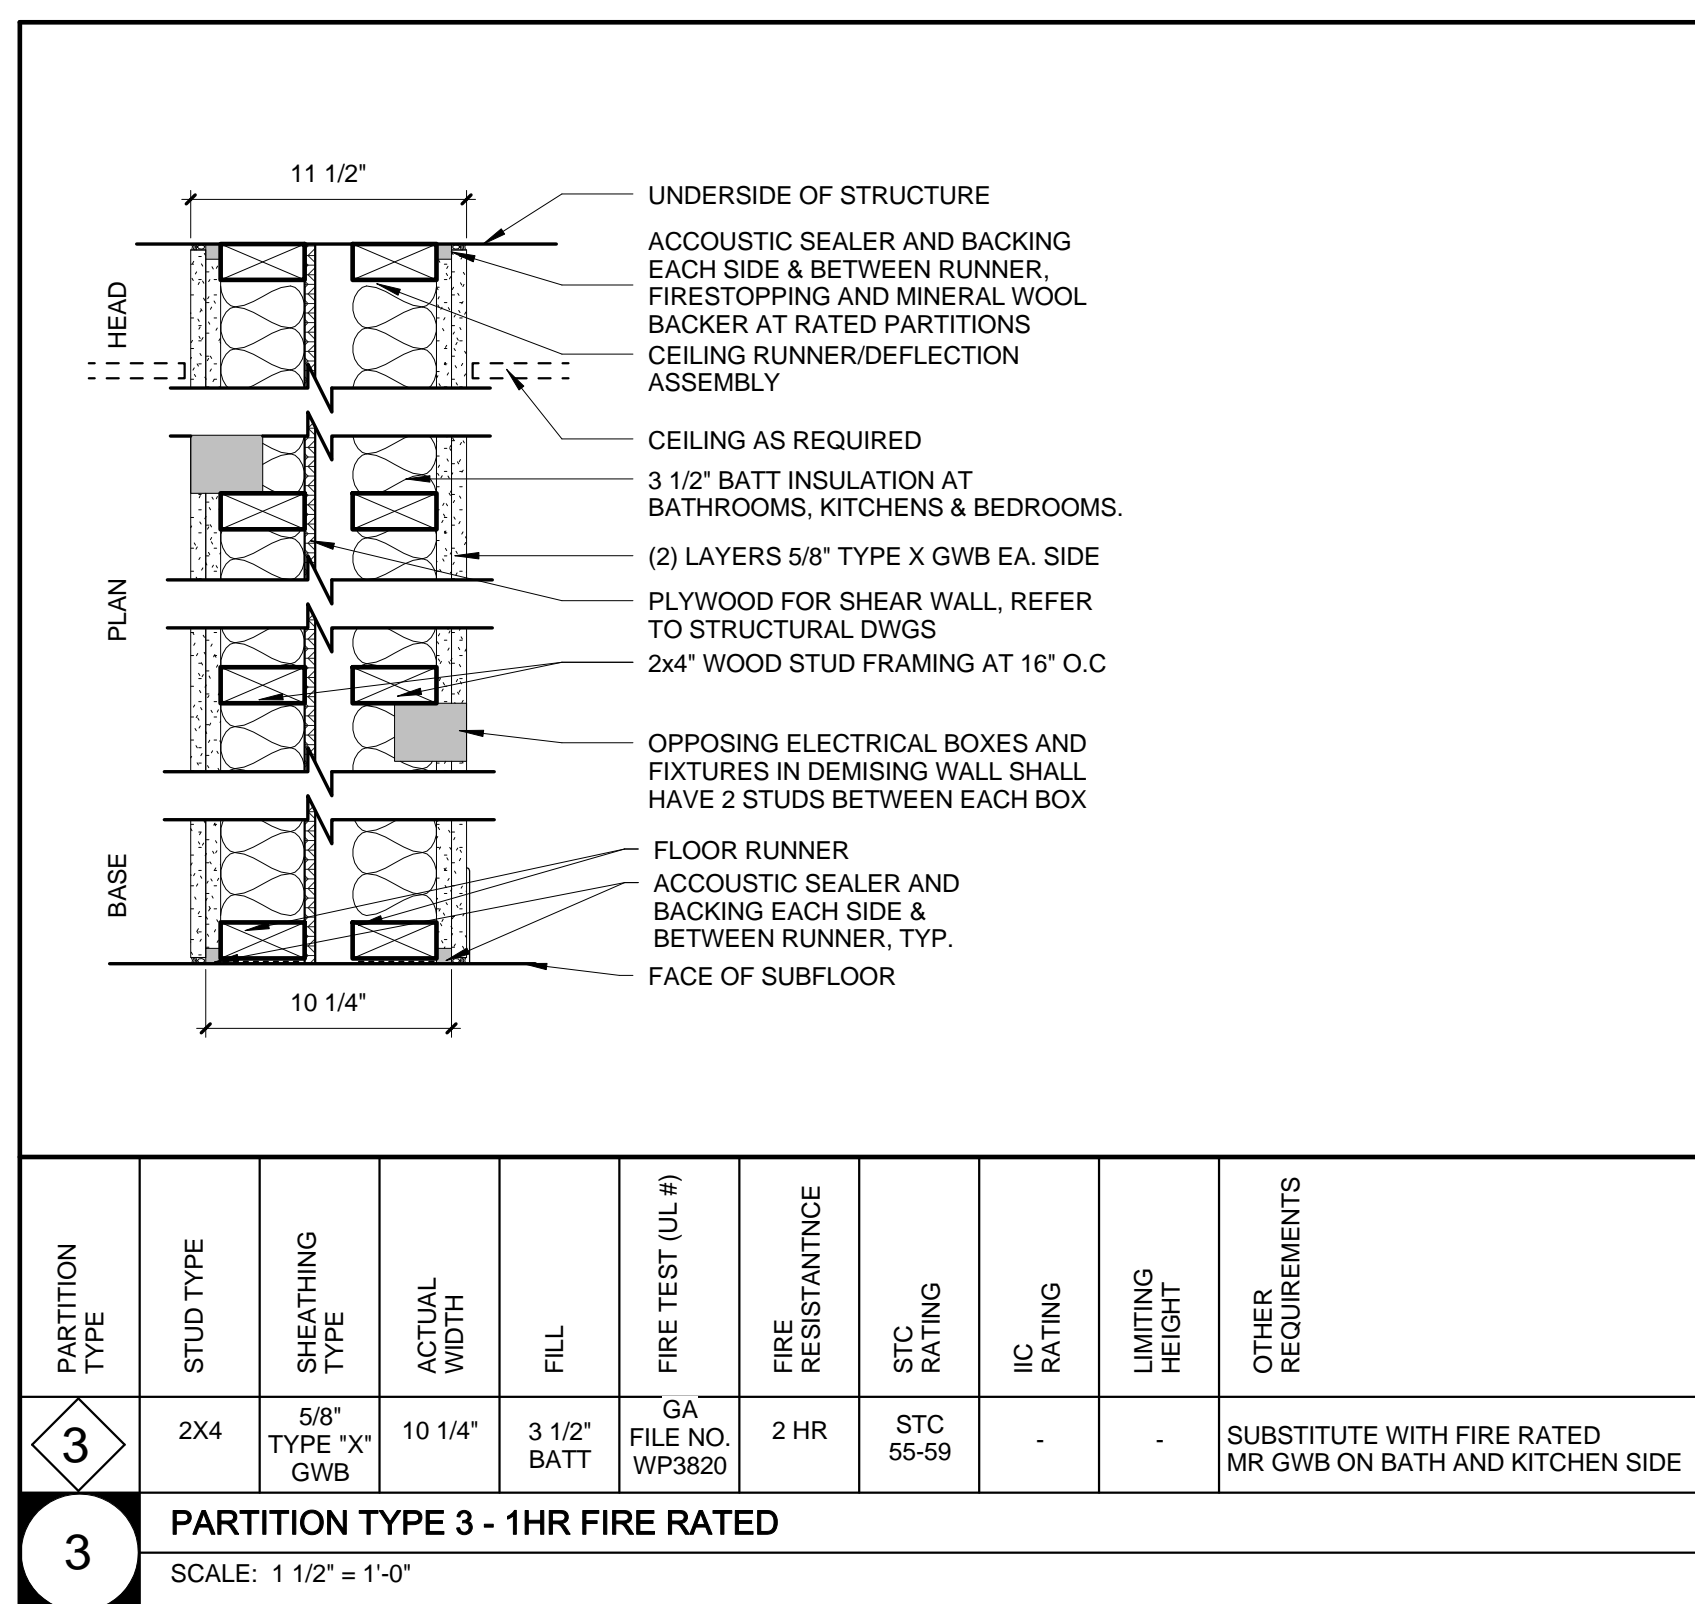 11 1/2"
UNDERSIDE OF STRUCTURE
ACCOUSTIC SEALER AND BACKING
EACH SIDE & BETWEEN RUNNER,
FIRESTOPPING AND MINERAL WOOL
BACKER AT RATED PARTITIONS
CEILING RUNNER/DEFLECTION
ASSEMBLY
HEAD
CEILING AS REQUIRED
3 1/2" BATT INSULATION AT
BATHROOMS, KITCHENS & BEDROOMS.
(2) LAYERS 5/8" TYPE X GWB EA. SIDE
PLYWOOD FOR SHEAR WALL, REFER
TO STRUCTURAL DWGS
PLAN
2x4" WOOD STUD FRAMING AT 16" O.C
OPPOSING ELECTRICAL BOXES AND
FIXTURES IN DEMISING WALL SHALL
HAVE 2 STUDS BETWEEN EACH BOX
FLOOR RUNNER
ACCOUSTIC SEALER AND
BACKING EACH SIDE &
BETWEEN RUNNER, TYP.
BASE
FACE OF SUBFLOOR
10 1/4"
PARTITION
TYPE
STUD TYPE
SHEATHING
TYPE
ACTUAL
WIDTH
FILL
FIRE TEST (UL #)
FIRE
RESISTANTNCE
STC
RATING
IIC
RATING
LIMITING
HEIGHT
OTHER
REQUIREMENTS
3
2X4
5/8"
TYPE "X"
GWB
10 1/4"
3 1/2"
BATT
GA
FILE NO.
WP3820
2 HR
STC
55-59
-
-
SUBSTITUTE WITH FIRE RATED
MR GWB ON BATH AND KITCHEN SIDE
3
PARTITION TYPE 3 - 1HR FIRE RATED
SCALE: 1 1/2" = 1'-0"